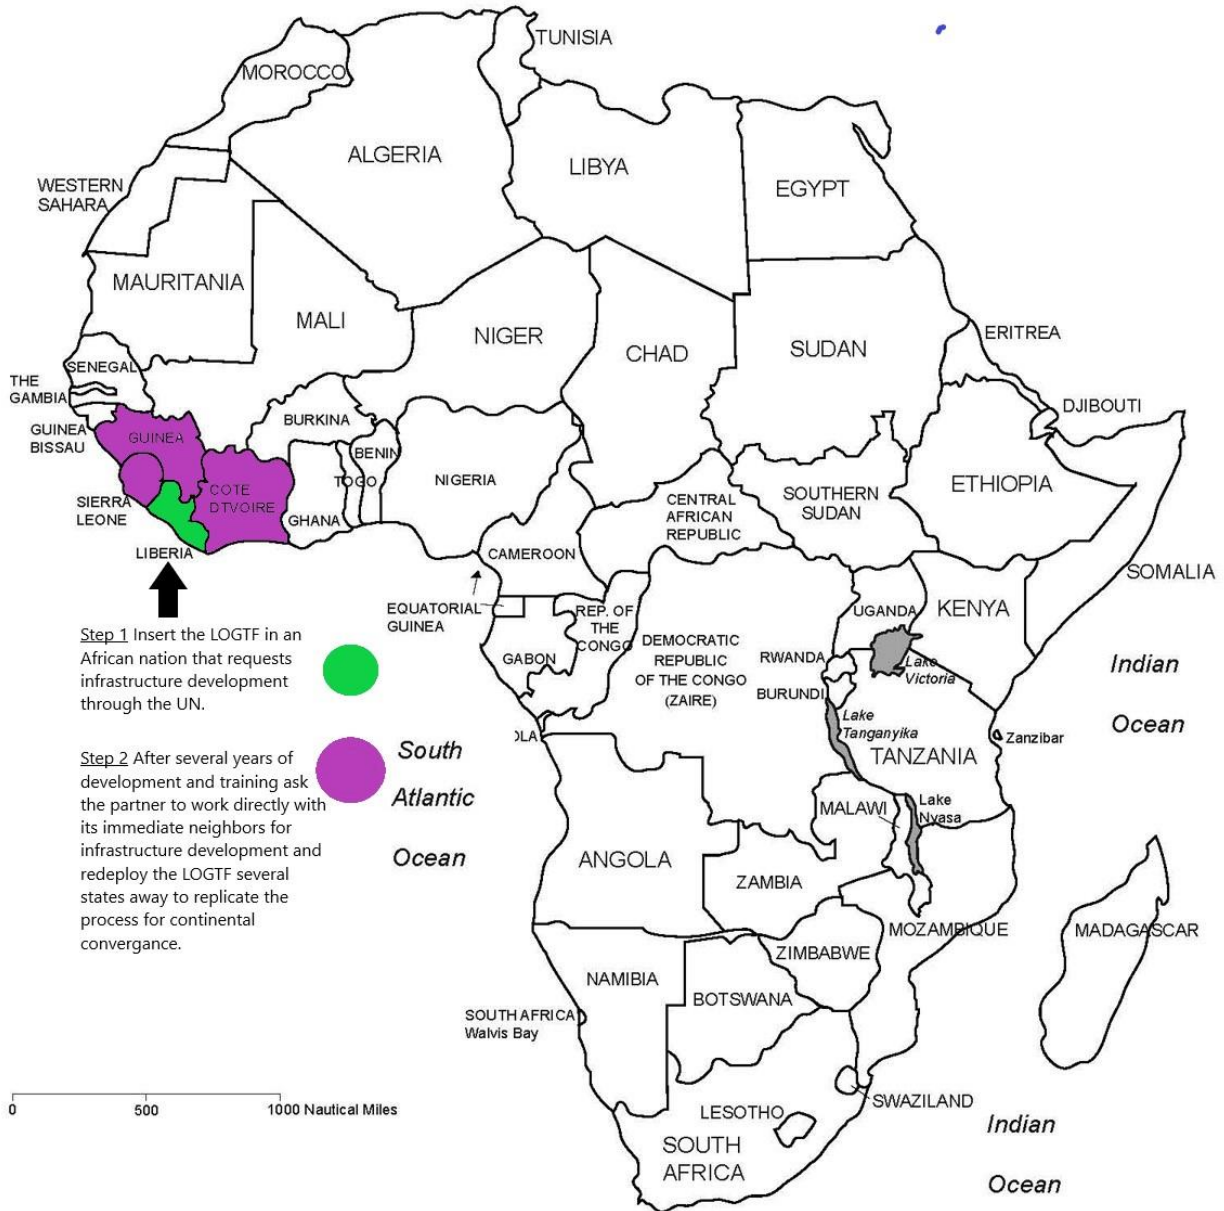 TUNISIA
MOROCCO
ALGERIA
LIBYA
EGYPT
WESTERN
SAHARA
MAURITANIA
MALI
NIGER
CHAD
SUDAN
ERITREA
SENEGAL
THE
GAMBIA
DJIBOUTI
GUINEA
BISSAU
GUINEA
BURKINA
BENIN
TOGO
NIGERIA
SIERRA
LEONE
COTE
DTVOIRE
GHANA
LIBERIA
CAMEROON
CENTRAL
AFRICAN
REPUBLIC
SOUTHERN
SUDAN
ETHIOPIA
SOMALIA
EQUATORIAL
GUINEA
REP. OF
THE
CONGO
GABON
DEMOCRATIC
REPUBLIC
OF THE CONGO
(ZAIRE)
UGANDA
KENYA
RWANDA
BURUNDI
Lake
Victoria
Lake
Tanganyika
TANZANIA
Zanzibar
Indian
Ocean
Step 1 Insert the LOGTF in an
African nation that requests
infrastructure development
through the UN.
Step 2 After several years of
development and training ask
the partner to work directly with
its immediate neighbors for
infrastructure development and
redeploy the LOGTF several
states away to replicate the
process for continental
convergance.
South
Atlantic
Ocean
OLA
MALAWI
Lake
Nyasa
ANGOLA
ZAMBIA
MOZAMBIQUE
MADAGASCAR
ZIMBABWE
NAMIBIA
BOTSWANA
SOUTH AFRICA
Walvis Bay
SWAZILAND
LESOTHO
SOUTH
AFRICA
Indian
Ocean
0 500 1000 Nautical Miles